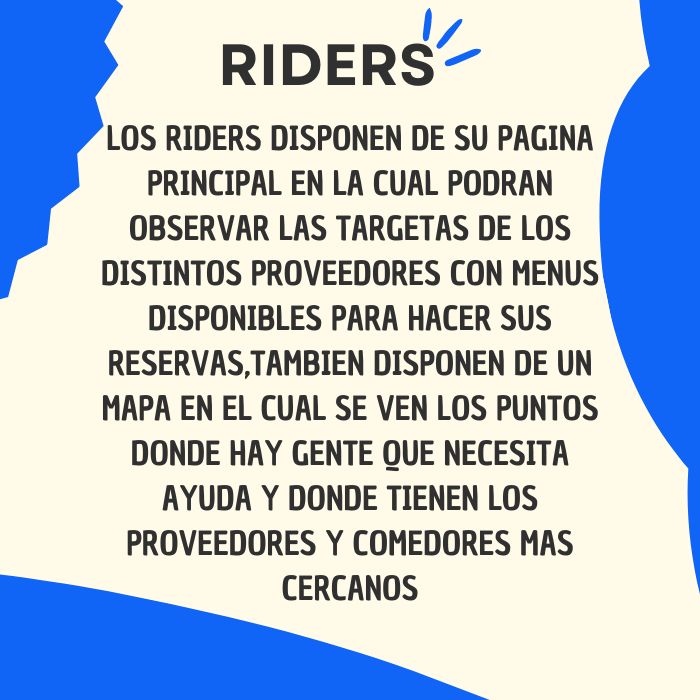 RIDERS
LOS RIDERS DISPONEN DE SU PAGINA
PRINCIPAL EN LA CUAL PODRAN
OBSERVAR LAS TARGETAS DE LOS
DISTINTOS PROVEEDORES CON MENUS
DISPONIBLES PARA HACER SUS
RESERVAS,TAMBIEN DISPONEN DE UN
MAPA EN EL CUAL SE VEN LOS PUNTOS
DONDE HAY GENTE QUE NECESITA
AYUDA Y DONDE TIENEN LOS
PROVEEDORES Y COMEDORES MAS
CERCANOS